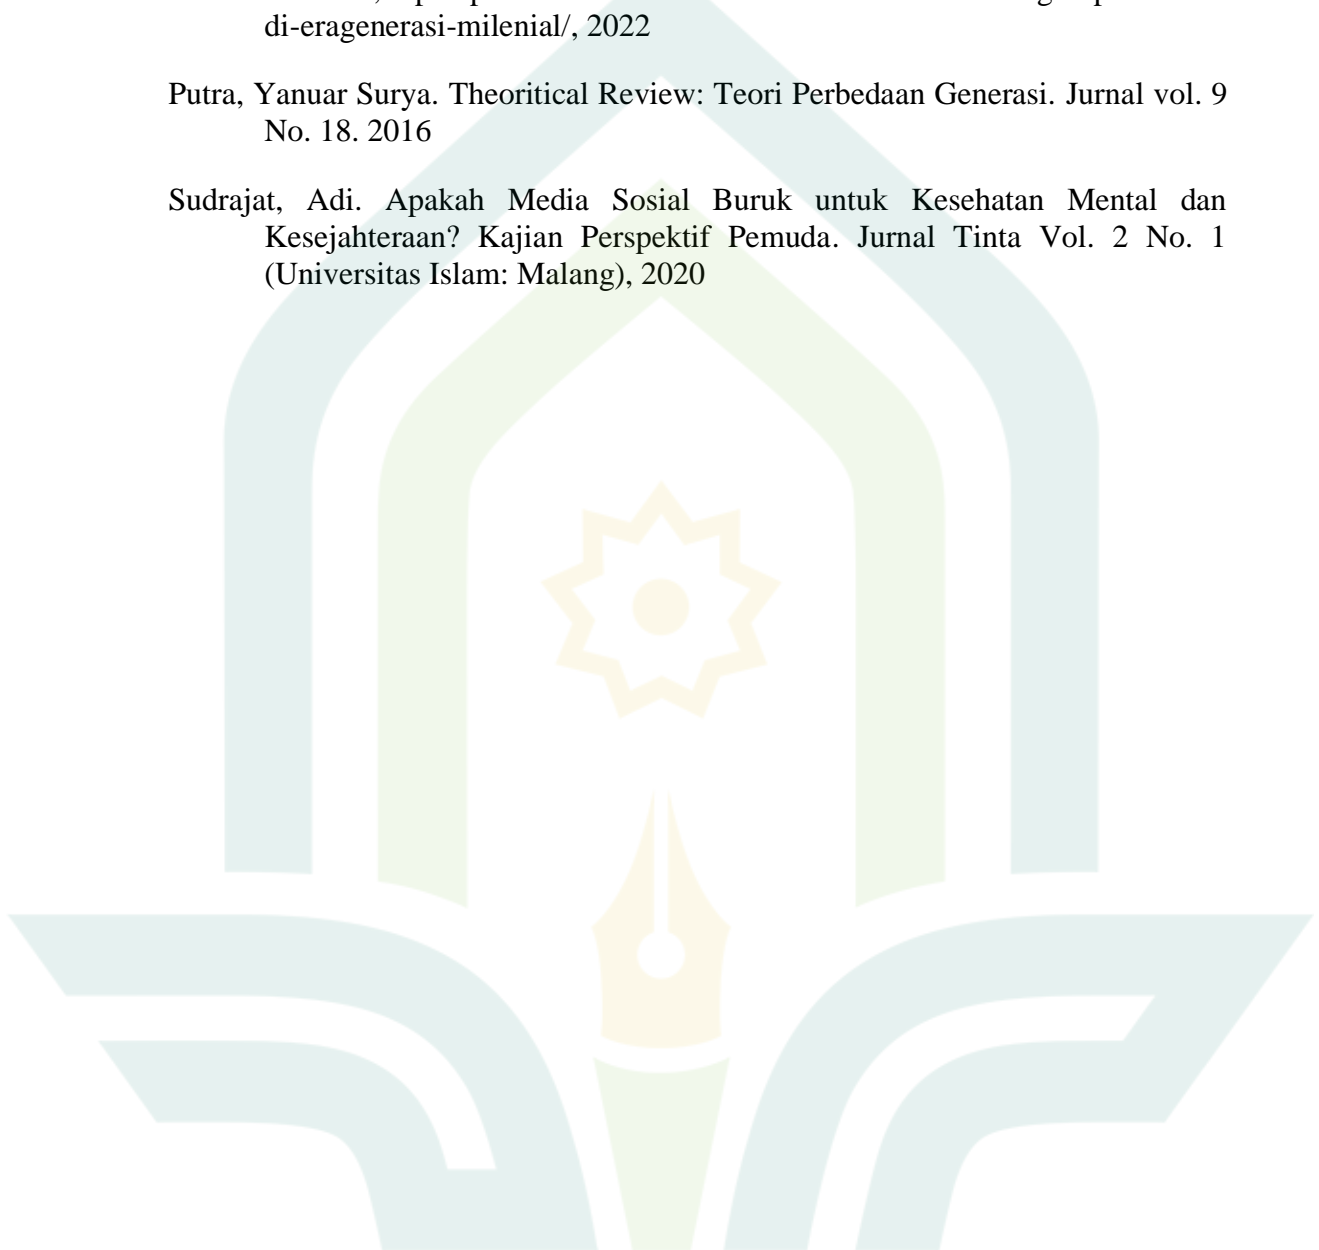 di-eragenerasi-milenial/, 2022
Putra, Yanuar Surya. Theoritical Review: Teori Perbedaan Generasi. Jurnal vol. 9
No. 18. 2016
Sudrajat, Adi. Apakah Media Sosial Buruk untuk Kesehatan Mental dan
Kesejahteraan? Kajian Perspektif Pemuda. Jurnal Tinta Vol. 2 No. 1
(Universitas Islam: Malang), 2020